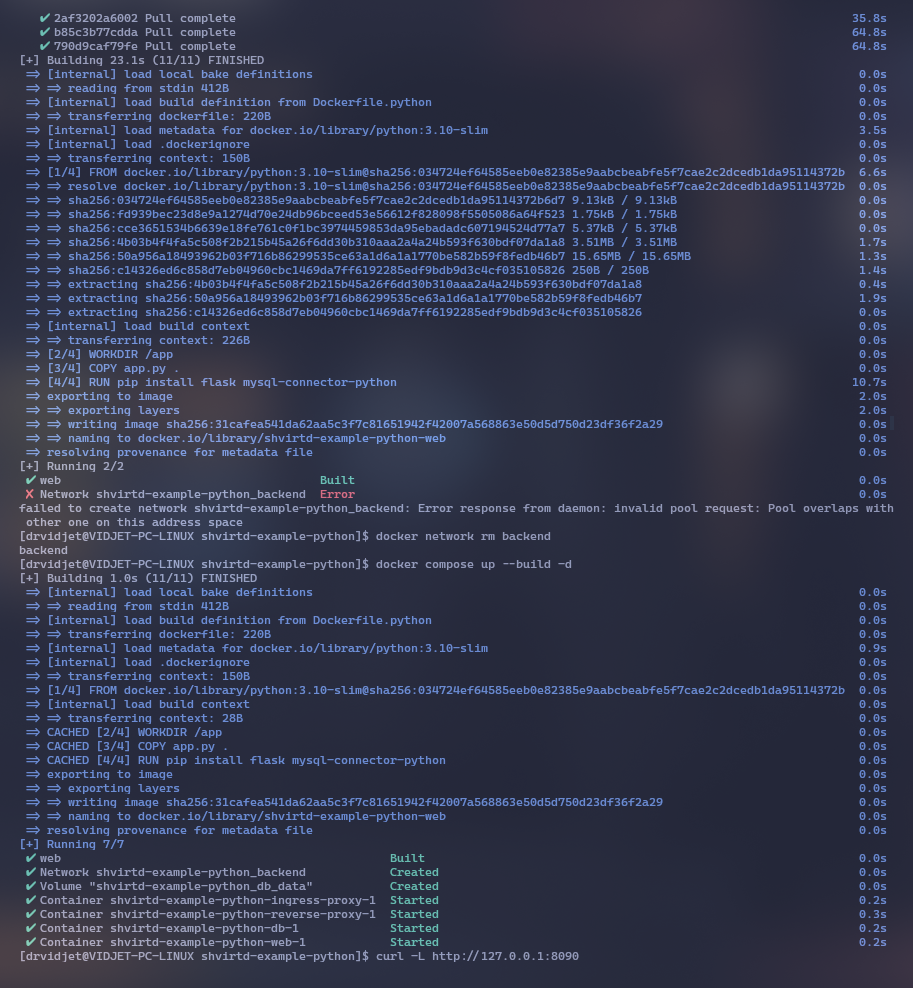 ✔ 2af3202a6002 Pull complete 35.8s
✔ b85c3b77cdda Pull complete 64.8s
✔ 790d9caf79fe Pull complete 64.8s
[+] Building 23.1s (11/11) FINISHED
=> [internal] load local bake definitions 0.0s
=> => reading from stdin 412B 0.0s
=> [internal] load build definition from Dockerfile.python 0.0s
=> => transferring dockerfile: 220B 0.0s
=> [internal] load metadata for docker.io/library/python:3.10-slim 3.5s
=> [internal] load .dockerignore 0.0s
=> => transferring context: 150B 0.0s
=> [1/4] FROM docker.io/library/python:3.10-slim@sha256:034724ef64585eeb0e82385e9aabcbeabfe5f7cae2c2dcedb1da95114372b 6.6s
=> => resolve docker.io/library/python:3.10-slim@sha256:034724ef64585eeb0e82385e9aabcbeabfe5f7cae2c2dcedb1da95114372b 0.0s
=> => sha256:034724ef64585eeb0e82385e9aabcbeabfe5f7cae2c2dcedb1da95114372b6d7 9.13kB / 9.13kB 0.0s
=> => sha256:fd939bec23d8e9a1274d70e24db96bceed53e56612f828098f5505086a64f523 1.75kB / 1.75kB 0.0s
=> => sha256:cce3651534b6639e18fe761c0f1bc3974459853da95ebadadc607194524d77a7 5.37kB / 5.37kB 0.0s
=> => sha256:4b03b4f4fa5c508f2b215b45a26f6dd30b310aaa2a4a24b593f630bdf07da1a8 3.51MB / 3.51MB 1.7s
=> => sha256:50a956a18493962b03f716b86299535ce63a1d6a1a1770be582b59f8fedb46b7 15.65MB / 15.65MB 1.3s
=> => sha256:c14326ed6c858d7eb04960cbc1469da7ff6192285edf9bdb9d3c4cf035105826 250B / 250B 1.4s
=> => extracting sha256:4b03b4f4fa5c508f2b215b45a26f6dd30b310aaa2a4a24b593f630bdf07da1a8 0.4s
=> => extracting sha256:50a956a18493962b03f716b86299535ce63a1d6a1a1770be582b59f8fedb46b7 1.9s
=> => extracting sha256:c14326ed6c858d7eb04960cbc1469da7ff6192285edf9bdb9d3c4cf035105826 0.0s
=> [internal] load build context 0.0s
=> => transferring context: 226B 0.0s
=> [2/4] WORKDIR /app 0.0s
=> [3/4] COPY app.py . 0.0s
=> [4/4] RUN pip install flask mysql-connector-python 10.7s
=> exporting to image 2.0s
=> => exporting layers 2.0s
=> => writing image sha256:31cafea541da62aa5c3f7c81651942f42007a568863e50d5d750d23df36f2a29 0.0s
=> => naming to docker.io/library/shvirtd-example-python-web 0.0s
=> resolving provenance for metadata file 0.0s
[+] Running 2/2
✔ web Built 0.0s
✘ Network shvirtd-example-python_backend Error 0.0s
failed to create network shvirtd-example-python_backend: Error response from daemon: invalid pool request: Pool overlaps with
other one on this address space
[drvidjet@VIDJET-PC-LINUX shvirtd-example-python]$ docker network rm backend
backend
[drvidjet@VIDJET-PC-LINUX shvirtd-example-python]$ docker compose up --build -d
[+] Building 1.0s (11/11) FINISHED
=> [internal] load local bake definitions 0.0s
=> => reading from stdin 412B 0.0s
=> [internal] load build definition from Dockerfile.python 0.0s
=> => transferring dockerfile: 220B 0.0s
=> [internal] load metadata for docker.io/library/python:3.10-slim 0.9s
=> [internal] load .dockerignore 0.0s
=> => transferring context: 150B 0.0s
=> [1/4] FROM docker.io/library/python:3.10-slim@sha256:034724ef64585eeb0e82385e9aabcbeabfe5f7cae2c2dcedb1da95114372b 0.0s
=> [internal] load build context 0.0s
=> => transferring context: 28B 0.0s
=> CACHED [2/4] WORKDIR /app 0.0s
=> CACHED [3/4] COPY app.py . 0.0s
=> CACHED [4/4] RUN pip install flask mysql-connector-python 0.0s
=> exporting to image 0.0s
=> => exporting layers 0.0s
=> => writing image sha256:31cafea541da62aa5c3f7c81651942f42007a568863e50d5d750d23df36f2a29 0.0s
=> => naming to docker.io/library/shvirtd-example-python-web 0.0s
=> resolving provenance for metadata file 0.0s
[+] Running 7/7
✔ web Built 0.0s
✔ Network shvirtd-example-python_backend Created 0.0s
✔ Volume "shvirtd-example-python_db_data" Created 0.0s
✔ Container shvirtd-example-python-ingress-proxy-1 Started 0.2s
✔ Container shvirtd-example-python-reverse-proxy-1 Started 0.3s
✔ Container shvirtd-example-python-db-1 Started 0.2s
✔ Container shvirtd-example-python-web-1 Started 0.2s
[drvidjet@VIDJET-PC-LINUX shvirtd-example-python]$ curl -L http://127.0.0.1:8090